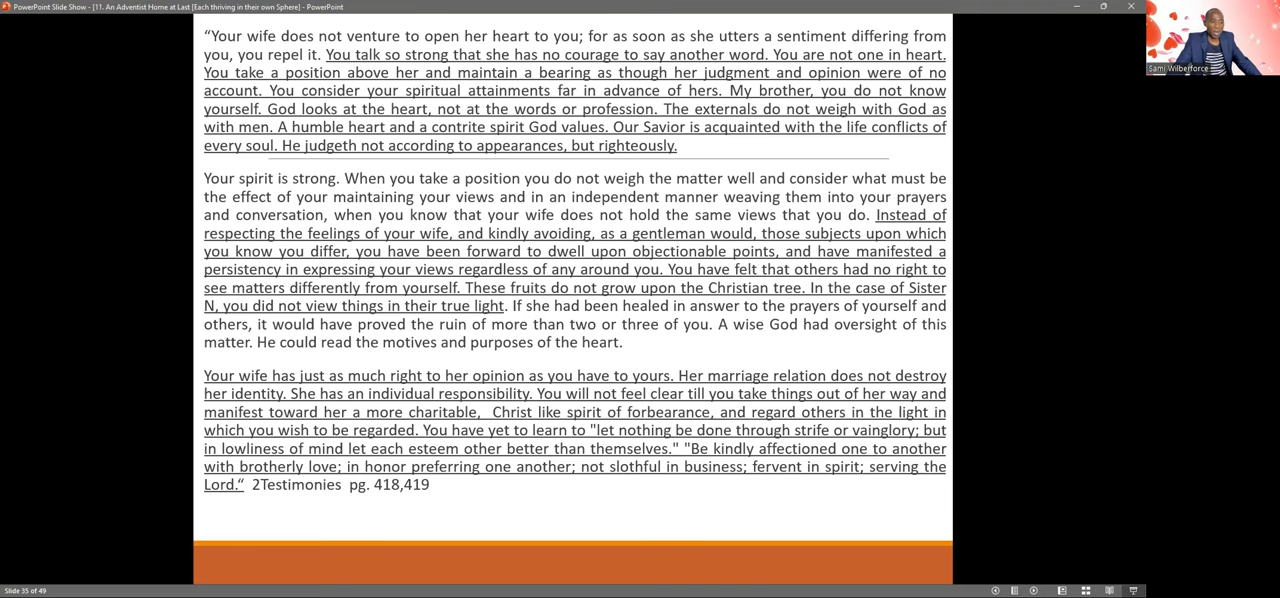 PowerPoint Slide Show - [11. An Adventist Home at Last [Each thriving in their own Sphere] - PowerPoint
Sami Wilberforce
“Your wife does not venture to open her heart to you; for as soon as she utters a sentiment differing from
you, you repel it. You talk so strong that she has no courage to say another word. You are not one in heart.
You take a position above her and maintain a bearing as though her judgment and opinion were of no
account. You consider your spiritual attainments far in advance of hers. My brother, you do not know
yourself. God looks at the heart, not at the words or profession. The externals do not weigh with God as
with men. A humble heart and a contrite spirit God values. Our Savior is acquainted with the life conflicts of
every soul. He judgeth not according to appearances, but righteously.
Your spirit is strong. When you take a position you do not weigh the matter well and consider what must be
the effect of your maintaining your views and in an independent manner weaving them into your prayers
and conversation, when you know that your wife does not hold the same views that you do. Instead of
respecting the feelings of your wife, and kindly avoiding, as a gentleman would, those subjects upon which
you know you differ, you have been forward to dwell upon objectionable points, and have manifested a
persistency in expressing your views regardless of any around you. You have felt that others had no right to
see matters differently from yourself. These fruits do not grow upon the Christian tree. In the case of Sister
N, you did not view things in their true light. If she had been healed in answer to the prayers of yourself and
others, it would have proved the ruin of more than two or three of you. A wise God had oversight of this
matter. He could read the motives and purposes of the heart.
Your wife has just as much right to her opinion as you have to yours. Her marriage relation does not destroy
her identity. She has an individual responsibility. You will not feel clear till you take things out of her way and
manifest toward her a more charitable,  Christ like spirit of forbearance, and regard others in the light in
which you wish to be regarded. You have yet to learn to "let nothing be done through strife or vainglory; but
in lowliness of mind let each esteem other better than themselves." "Be kindly affectioned one to another
with brotherly love; in honor preferring one another; not slothful in business; fervent in spirit; serving the
Lord.“  2Testimonies  pg. 418,419
Slide 35 of 49